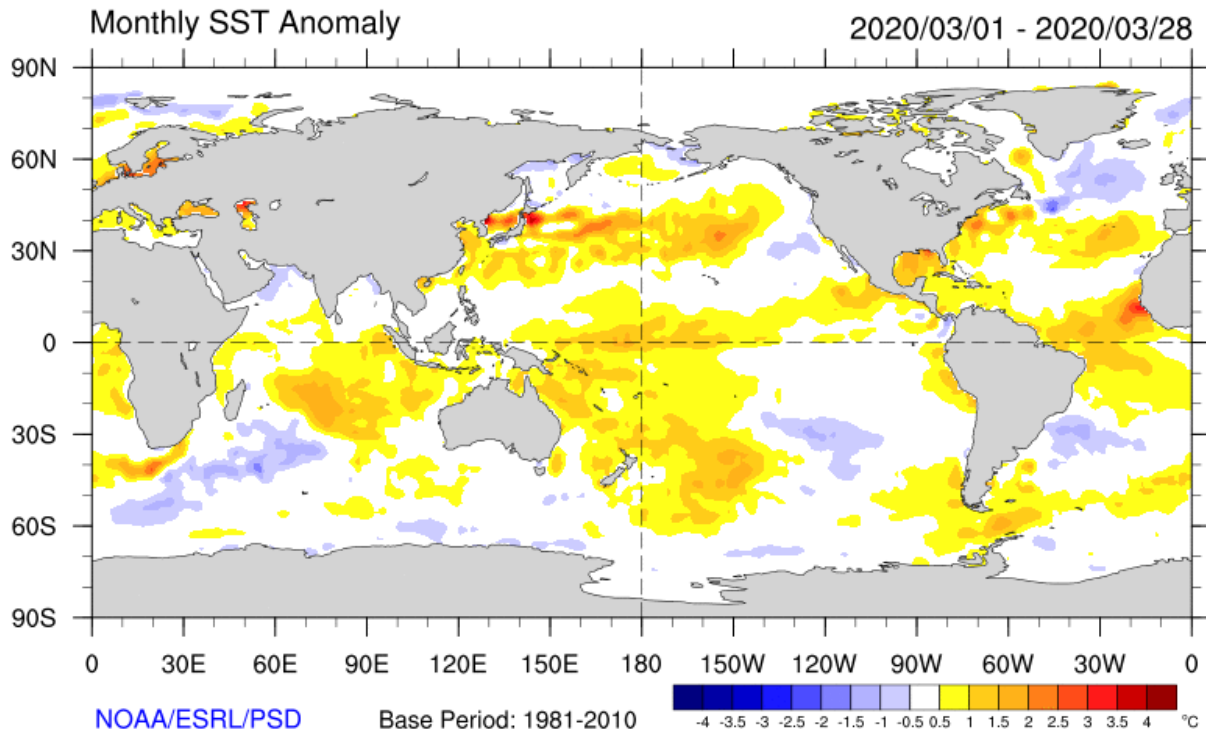 Monthly SST Anomaly 2020/03/01 - 2020/03/28
90N
60N
30N
0
30S
60S
90S
0 30E 60E 90E 120E 150E 180 150W 120W 90W 60W 30W 0
NOAA/ESRL/PSD Base Period: 1981-2010
-4 -3.5 -3 -2.5 -2 -1.5 -1 -0.5 0.5 1 1.5 2 2.5 3 3.5 4 °C